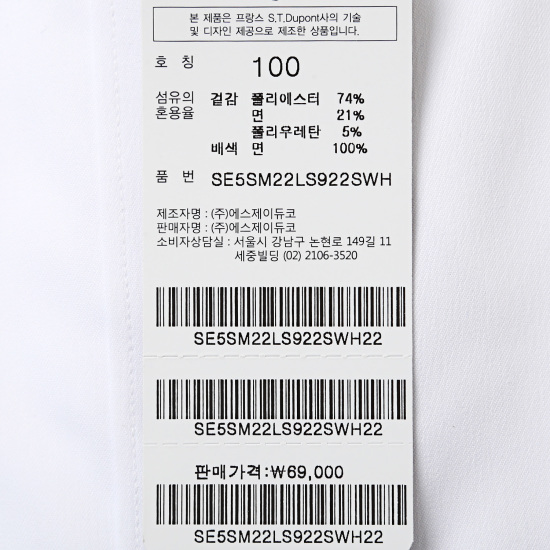 본 제품은 프랑스 S.T.Dupont사의 기술
및 디자인 제공으로 제조한 상품입니다.
호 칭 100
섬유의 겉감 폴리에스터 74%
혼용율 면 21%
폴리우레탄 5%
배색 면 100%
품 번 SE5SM22LS922SWH
제조자명 : (주)에스제이듀코
판매자명 : (주)에스제이듀코
소비자상담실 : 서울시 강남구 논현로 149길 11
세중빌딩 (02) 2106-3520
SE5SM22LS922SWH22
SE5SM22LS922SWH22
판매가격:₩69,000
SE5SM22LS922SWH22